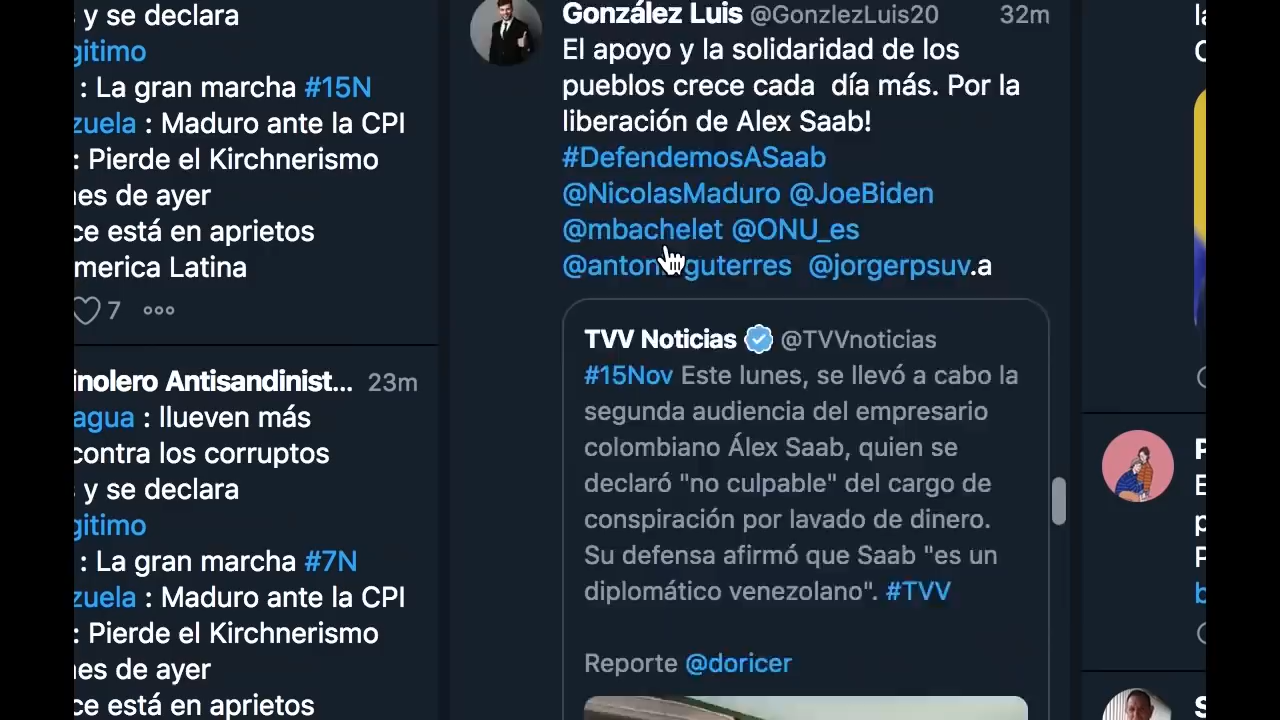 y se declara
gitimo
: La gran marcha #15N
zuela : Maduro ante la CPI
: Pierde el Kirchnerismo
es de ayer
ce está en aprietos
merica Latina
7
inolero Antisandinist... 23m
agua : llueven más
contra los corruptos
y se declara
gitimo
: La gran marcha #7N
zuela : Maduro ante la CPI
: Pierde el Kirchnerismo
es de ayer
ce está en aprietos
González Luis @GonzlezLuis20 32m
El apoyo y la solidaridad de los
pueblos crece cada día más. Por la
liberación de Alex Saab!
#DefendemosASaab
@NicolasMaduro @JoeBiden
@mbachelet @ONU_es
@antonioguterres @jorgerpsuv.a
TVV Noticias @TVVnoticias
#15Nov Este lunes, se llevó a cabo la
segunda audiencia del empresario
colombiano Álex Saab, quien se
declaró "no culpable" del cargo de
conspiración por lavado de dinero.
Su defensa afirmó que Saab "es un
diplomático venezolano". #TVV
Reporte @doricer